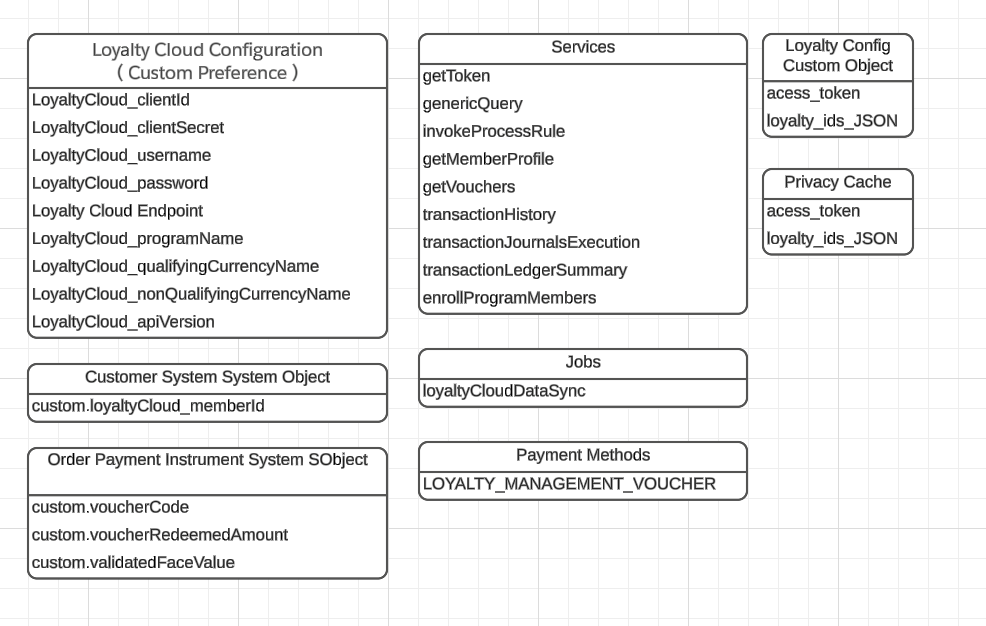 Loyalty Cloud Configuration
( Custom Preference )
LoyaltyCloud_clientId
LoyaltyCloud_clientSecret
LoyaltyCloud_username
LoyaltyCloud_password
Loyalty Cloud Endpoint
LoyaltyCloud_programName
LoyaltyCloud_qualifyingCurrencyName
LoyaltyCloud_nonQualifyingCurrencyName
LoyaltyCloud_apiVersion
Customer System System Object
custom.loyaltyCloud_memberId
Order Payment Instrument System SObject
custom.voucherCode
custom.voucherRedeemedAmount
custom.validatedFaceValue
Services
getToken
genericQuery
invokeProcessRule
getMemberProfile
getVouchers
transactionHistory
transactionJournalsExecution
transactionLedgerSummary
enrollProgramMembers
Jobs
loyaltyCloudDataSync
Payment Methods
LOYALTY_MANAGEMENT_VOUCHER
Loyalty Config
Custom Object
acess_token
loyalty_ids_JSON
Privacy Cache
acess_token
loyalty_ids_JSON